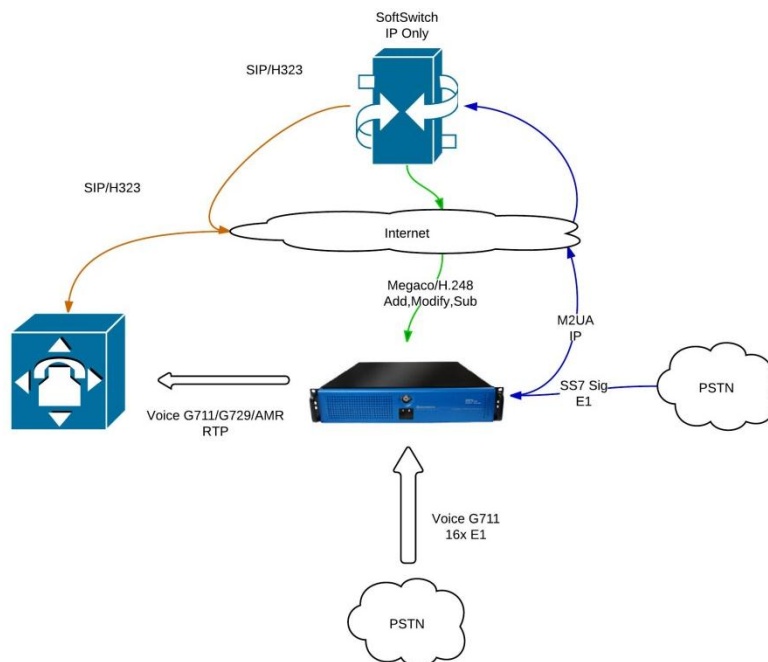 SoftSwitch
IP Only
SIP/H323
SIP/H323
Internet
Megaco/H.248
Add,Modify,Sub
M2UA
IP
SS7 Sig
E1
PSTN
Voice G711/G729/AMR
RTP
Voice G711
16x E1
PSTN